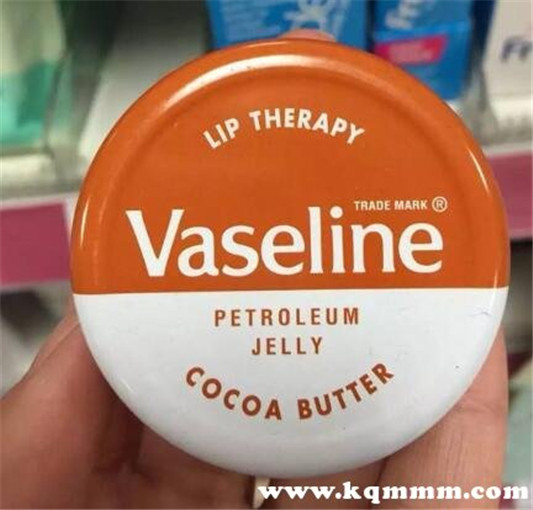 LIP THERAPY
TRADE MARK ®
Vaseline
PETROLEUM
JELLY
COCOA BUTTER
www.kqmmm.com